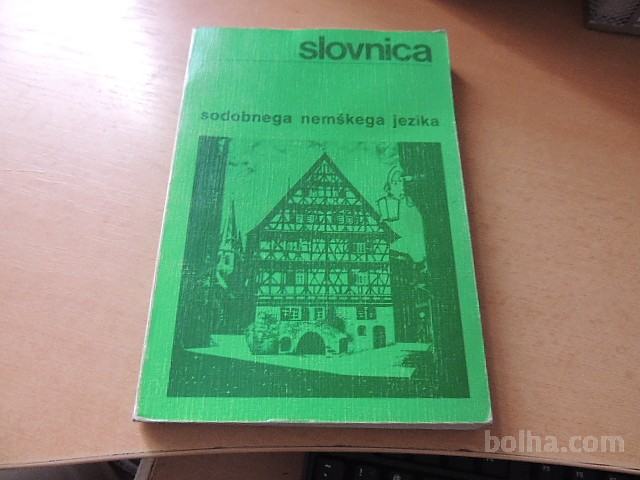 slovnica
sodobnega nemškega jezika
bolha.com